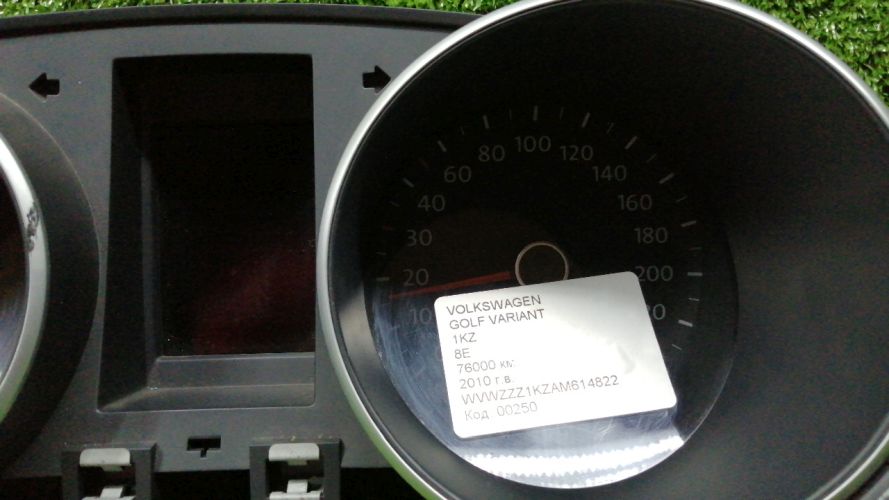 10
20
30
40
60
80
100
120
140
160
180
200
VOLKSWAGEN
GOLF VARIANT
1KZ
8E
76000 км.
2010 г.в.
WVWZZZ1KZAM614822
Код 00250